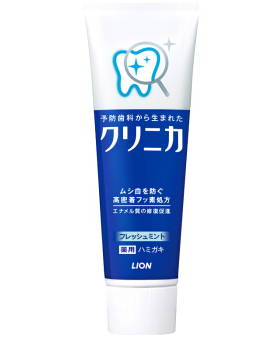 予防歯科から生まれた
クリニカ
ムシ歯を防ぐ
高密着フッ素処方
エナメル質の修復促進
フレッシュミント
薬用 ハミガキ
LION